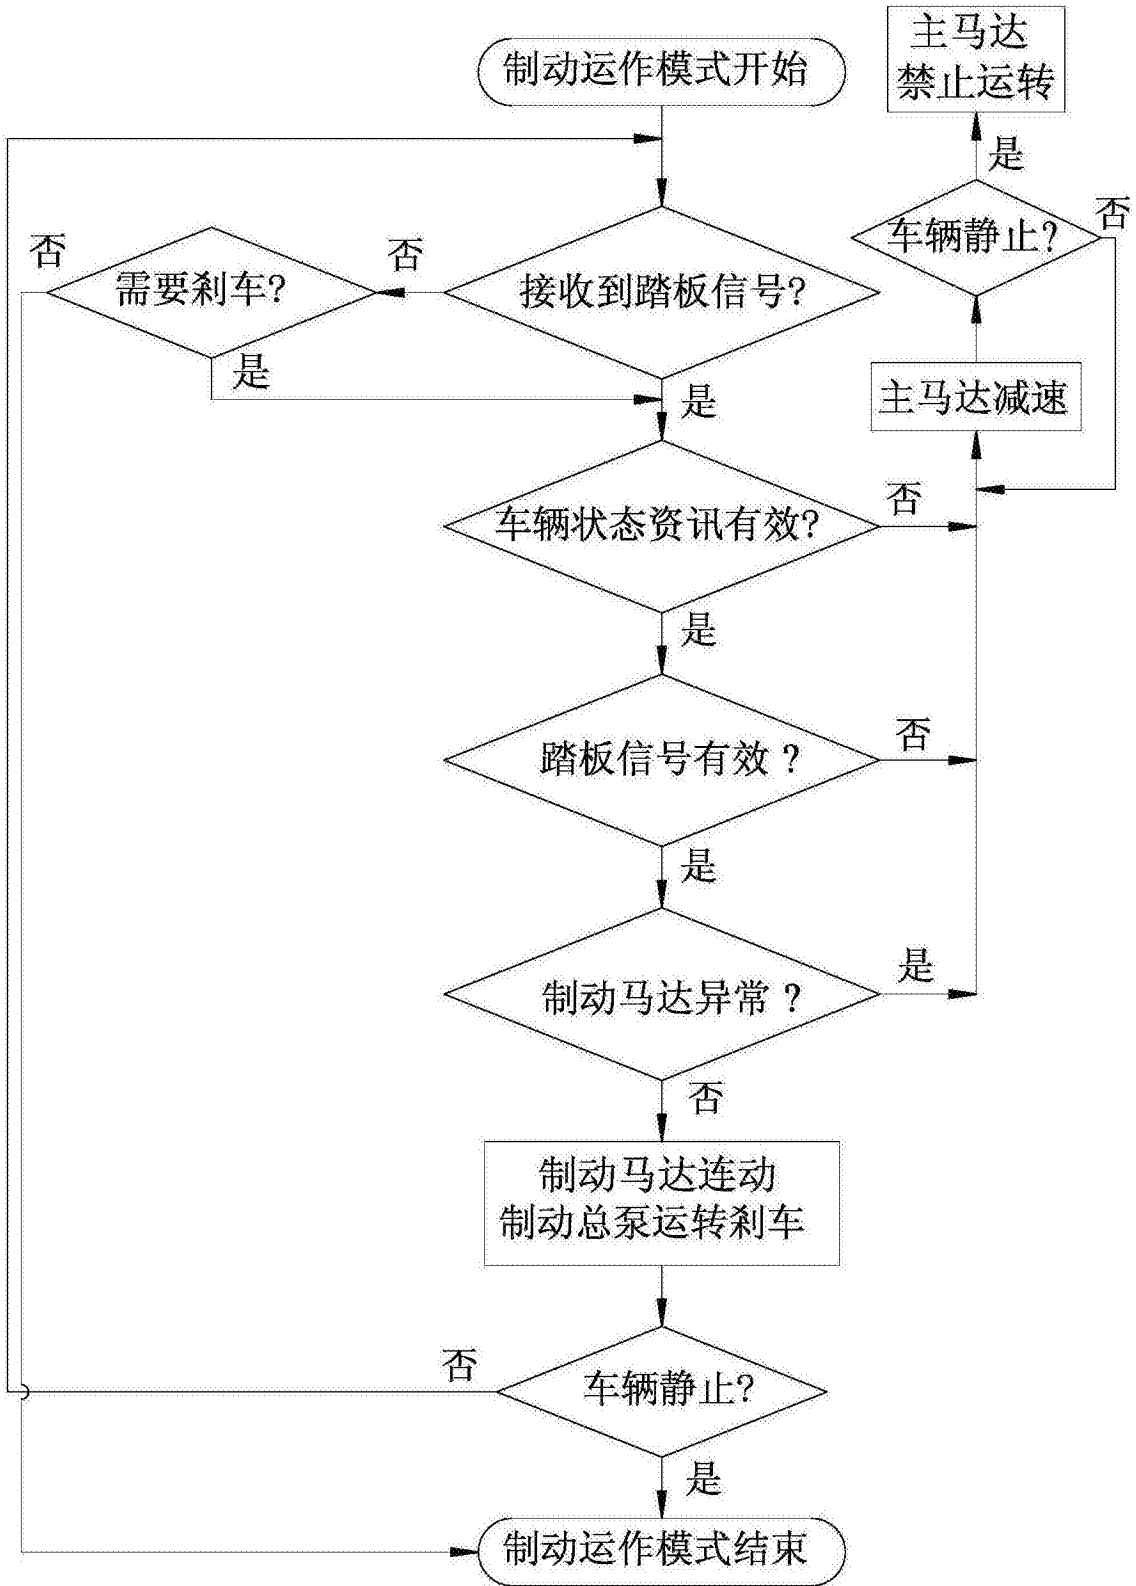 制动运作模式开始
主马达
禁止运转
是
车辆静止?
否
否
需要刹车?
否
接收到踏板信号?
是
是
主马达减速
车辆状态资讯有效?
否
是
踏板信号有效？
否
是
制动马达异常？
是
否
制动马达连动
制动总泵运转刹车
否
车辆静止?
是
制动运作模式结束